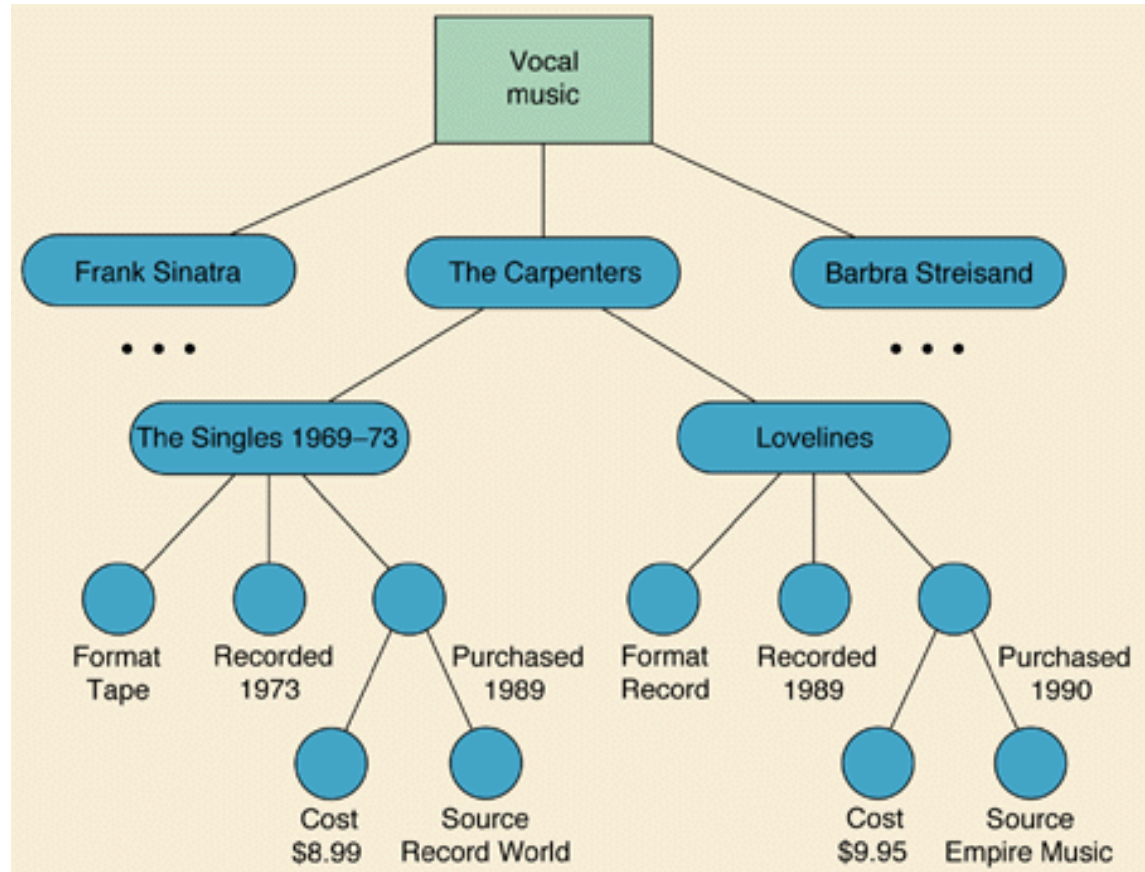 Vocal
music
Frank Sinatra
The Carpenters
Barbra Streisand
• • •
• • •
The Singles 1969–73
Lovelines
Format
Tape
Recorded
1973
Purchased
1989
Format
Record
Recorded
1989
Purchased
1990
Cost
$8.99
Source
Record World
Cost
$9.95
Source
Empire Music